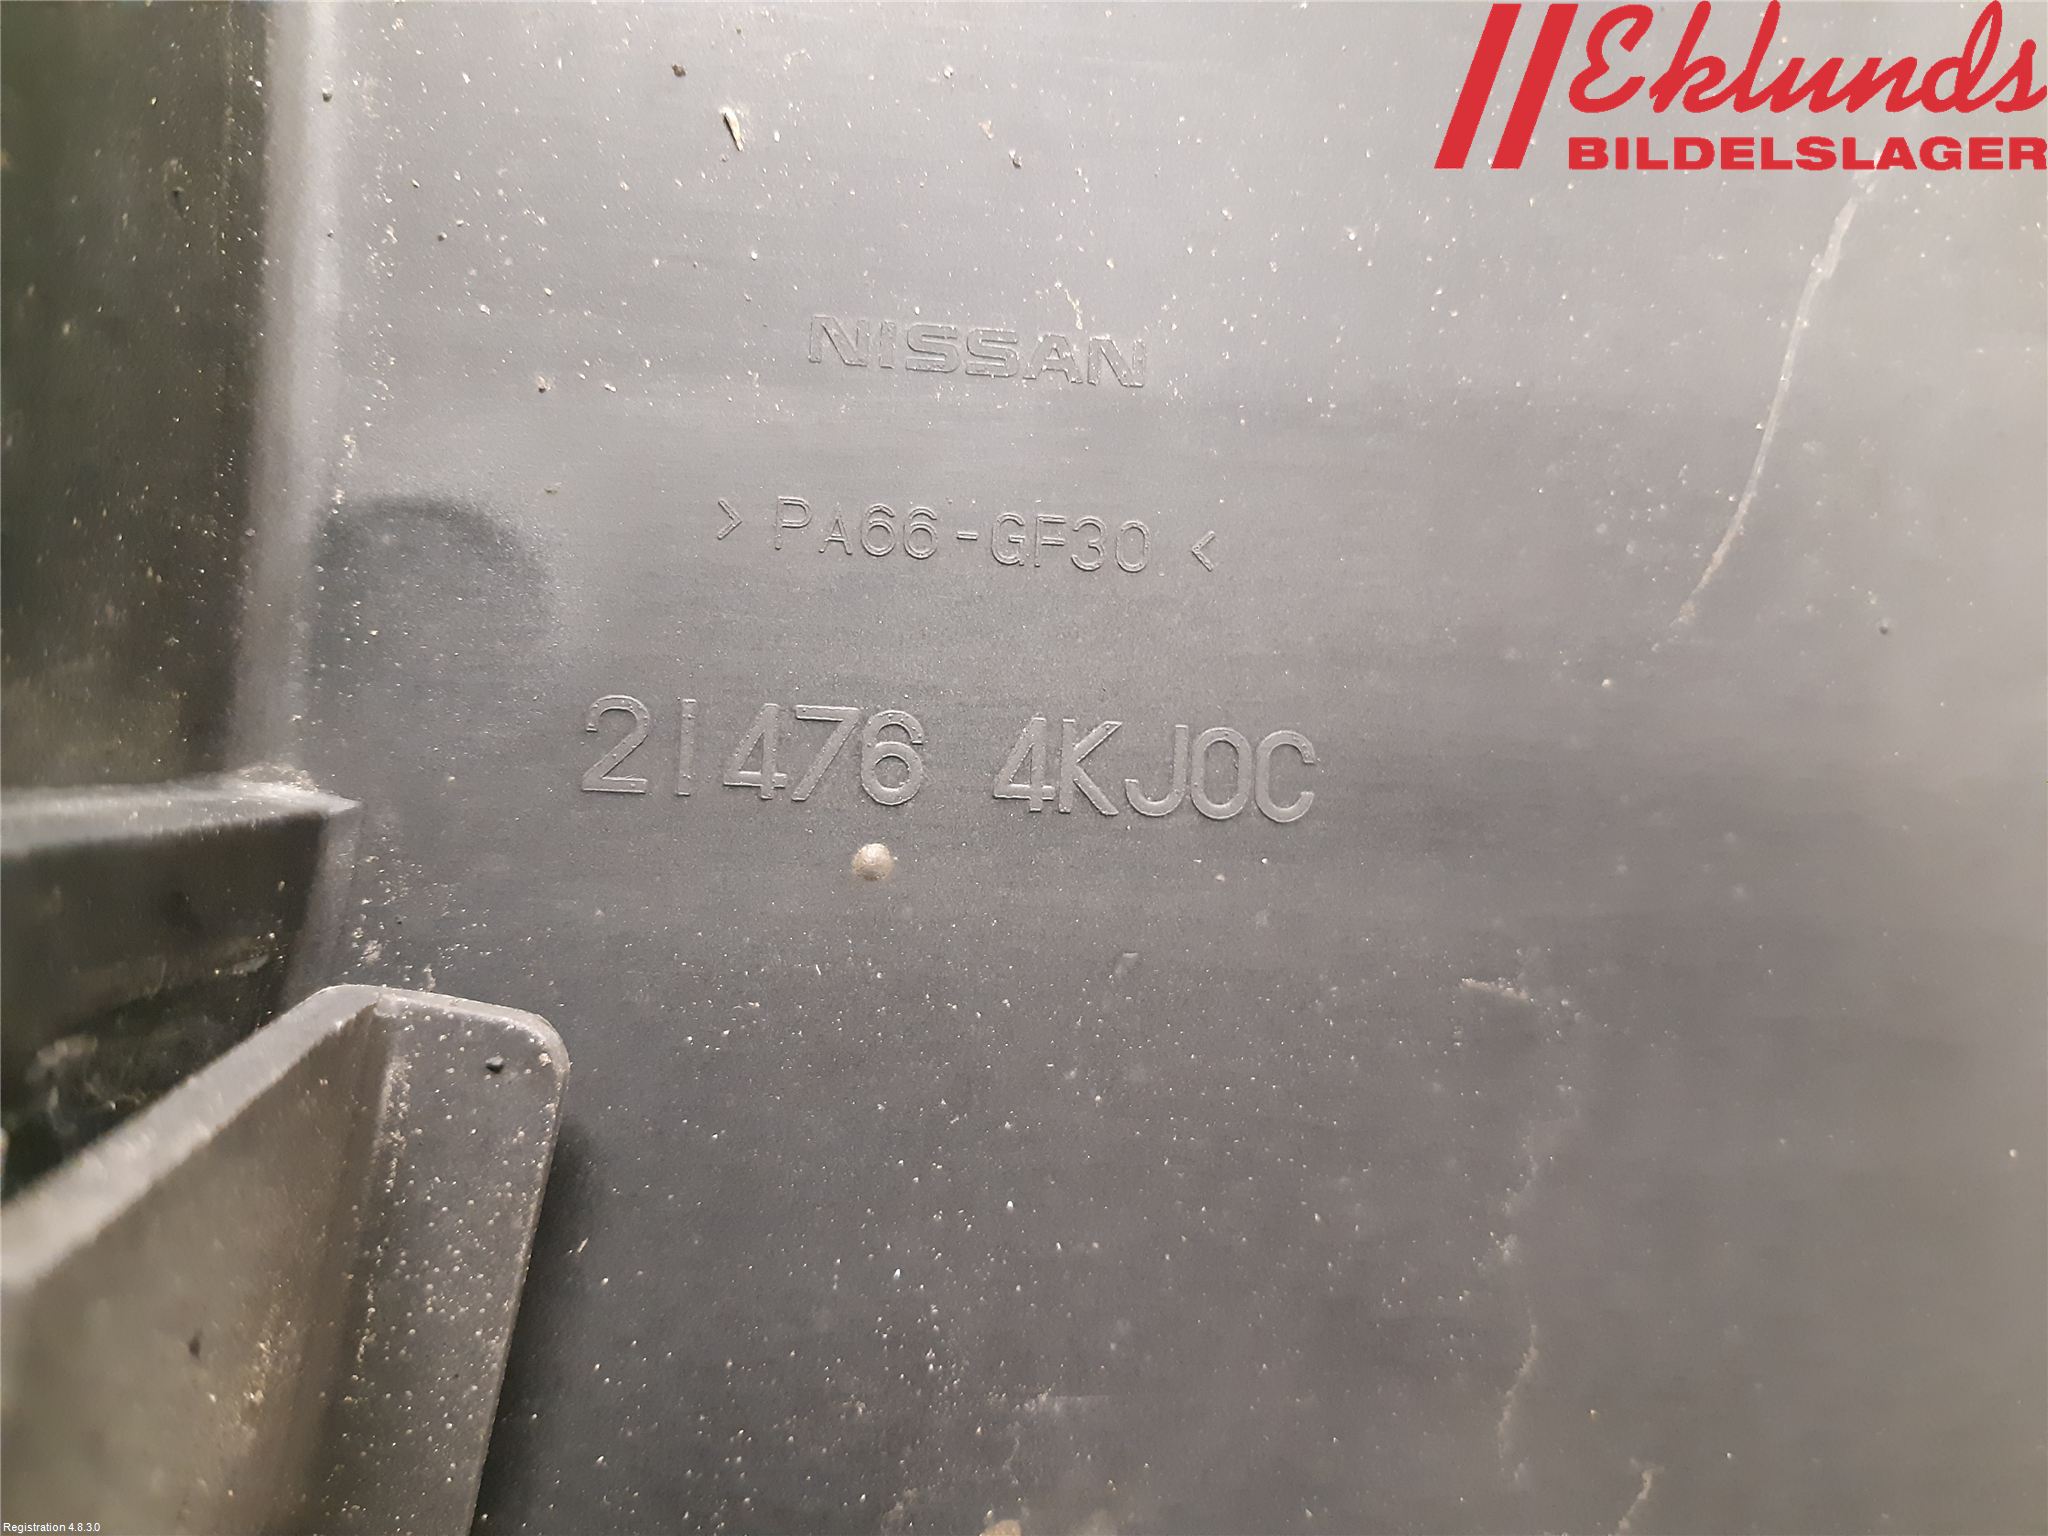 Eklunds
BILDELSLAGER
NISSAN
> PA66-GF30 <
21476 4KJ0C
Registration 4.8.3.0